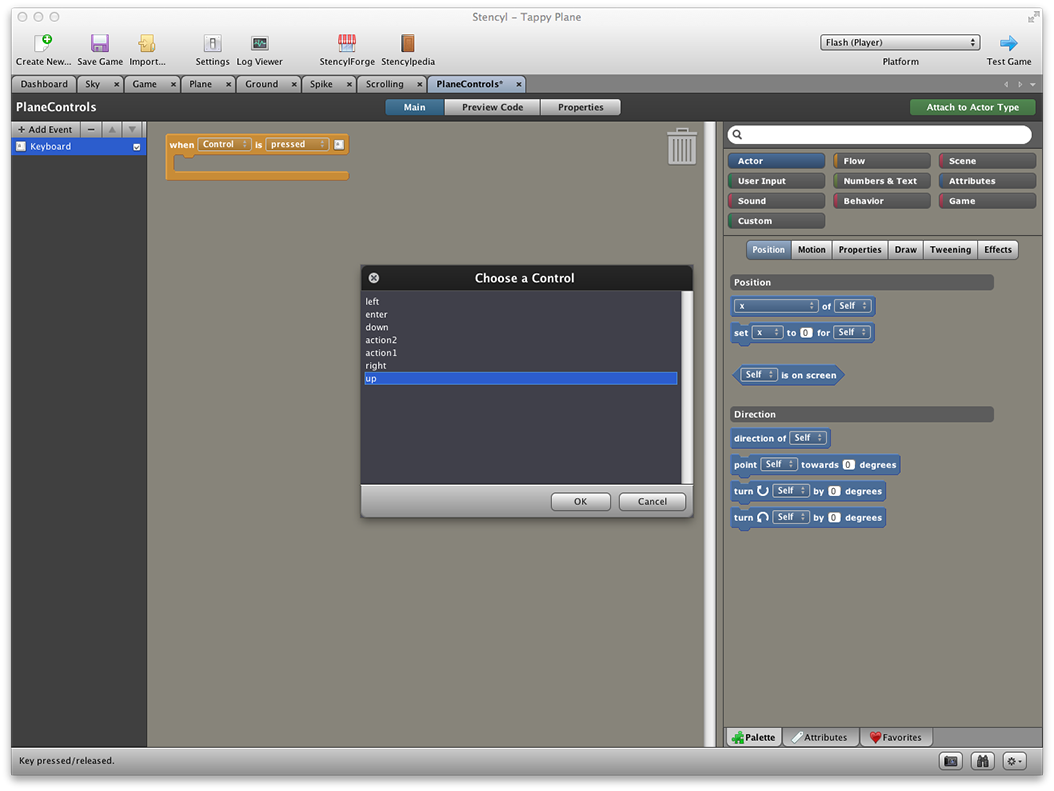 Stencyl – Tappy Plane
Create New... Save Game Import... Settings Log Viewer StencylForge Stencylpedia Flash (Player) Platform Test Game
Dashboard Sky × Game × Plane × Ground × Spike × Scrolling × PlaneControls* ×
PlaneControls Main Preview Code Properties Attach to Actor Type
+ Add Event −
Keyboard
when Control is pressed
Actor Flow Scene
User Input Numbers & Text Attributes
Sound Behavior Game
Custom
Position Motion Properties Draw Tweening Effects
Position
x of Self
set x to 0 for Self
Self is on screen
Direction
direction of Self
point Self towards 0 degrees
turn Self by 0 degrees
turn Self by 0 degrees
Choose a Control
left
enter
down
action2
action1
right
up
OK Cancel
Palette Attributes Favorites
Key pressed/released.